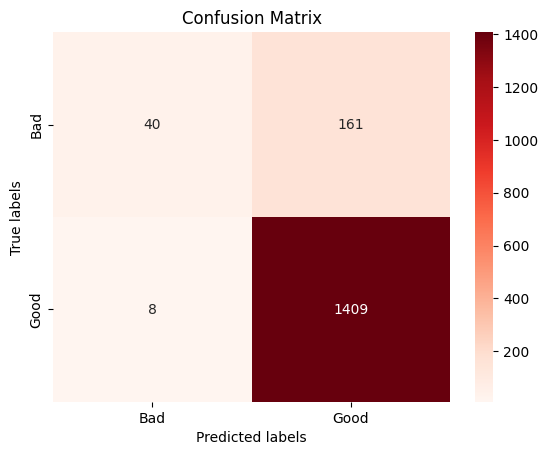 Confusion Matrix
True labels
Bad
40
161
Good
8
1409
Bad
Good
Predicted labels
1400
1200
1000
800
600
400
200